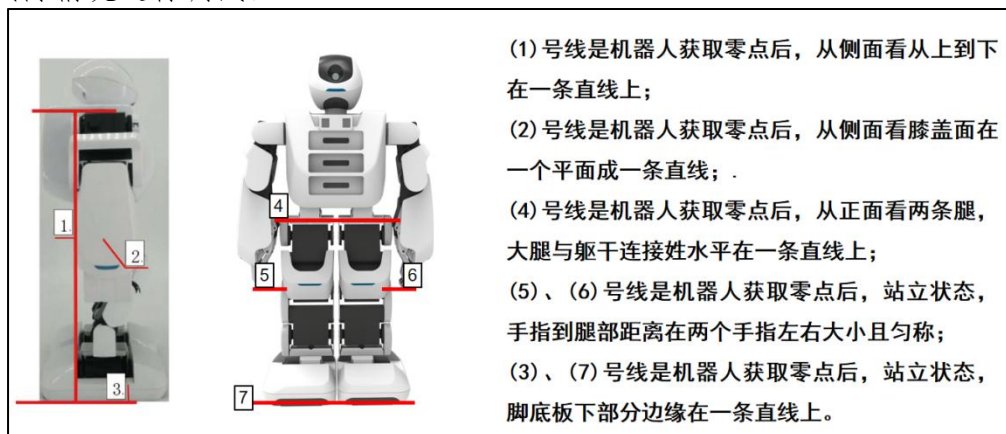 (1)号线是机器人获取零点后，从侧面看从上到下
在一条直线上；
(2)号线是机器人获取零点后，从侧面看膝盖面在
一个平面成一条直线；.
(4)号线是机器人获取零点后，从正面看两条腿，
大腿与躯干连接姓水平在一条直线上；
(5)、(6)号线是机器人获取零点后，站立状态，
手指到腿部距离在两个手指左右大小且匀称；
(3)、(7)号线是机器人获取零点后，站立状态，
脚底板下部分边缘在一条直线上。
1.
2.
3.
4
5
6
7